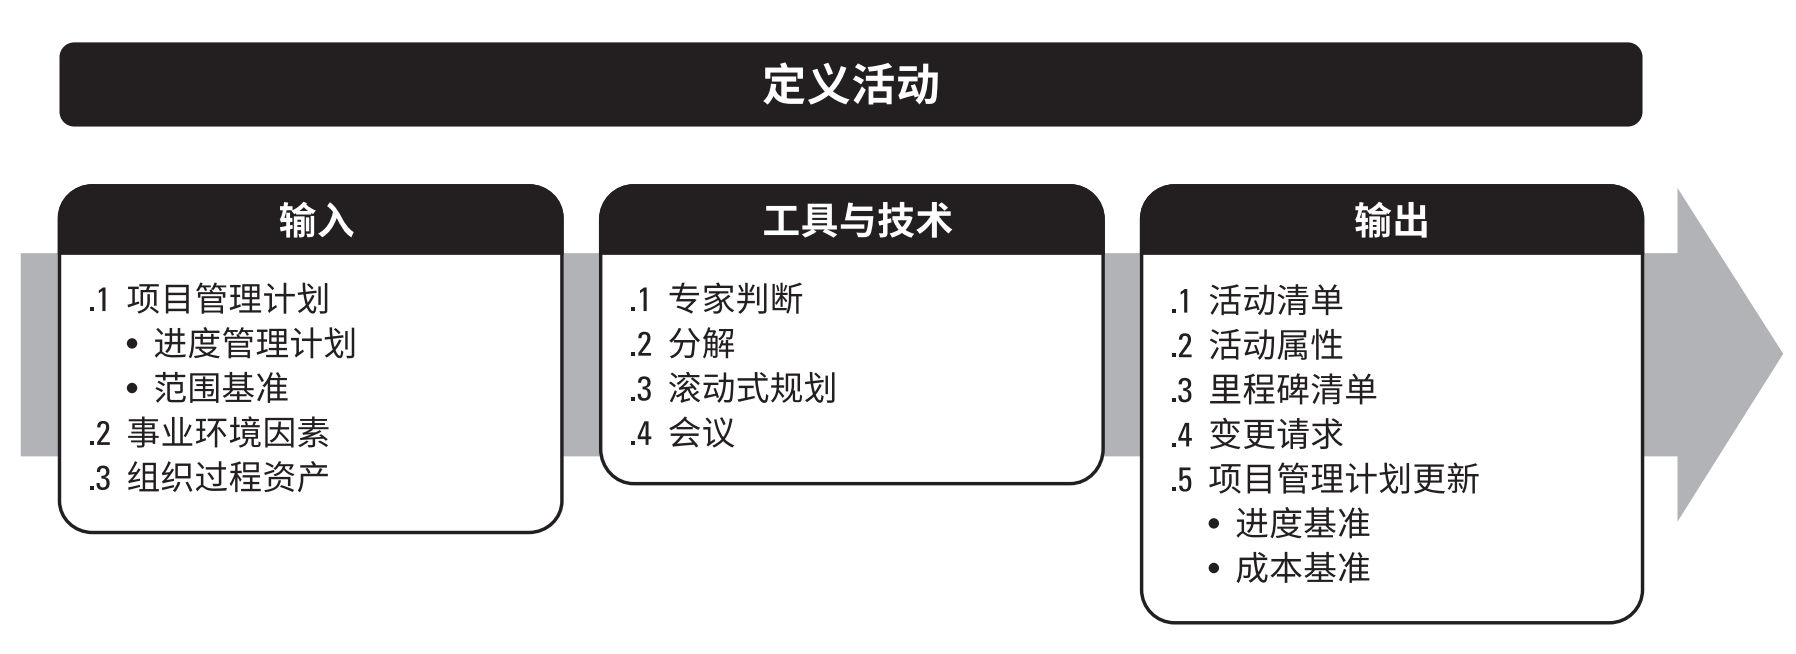 定义活动
输入
.1 项目管理计划
• 进度管理计划
• 范围基准
.2 事业环境因素
.3 组织过程资产
工具与技术
.1 专家判断
.2 分解
.3 滚动式规划
.4 会议
输出
.1 活动清单
.2 活动属性
.3 里程碑清单
.4 变更请求
.5 项目管理计划更新
• 进度基准
• 成本基准